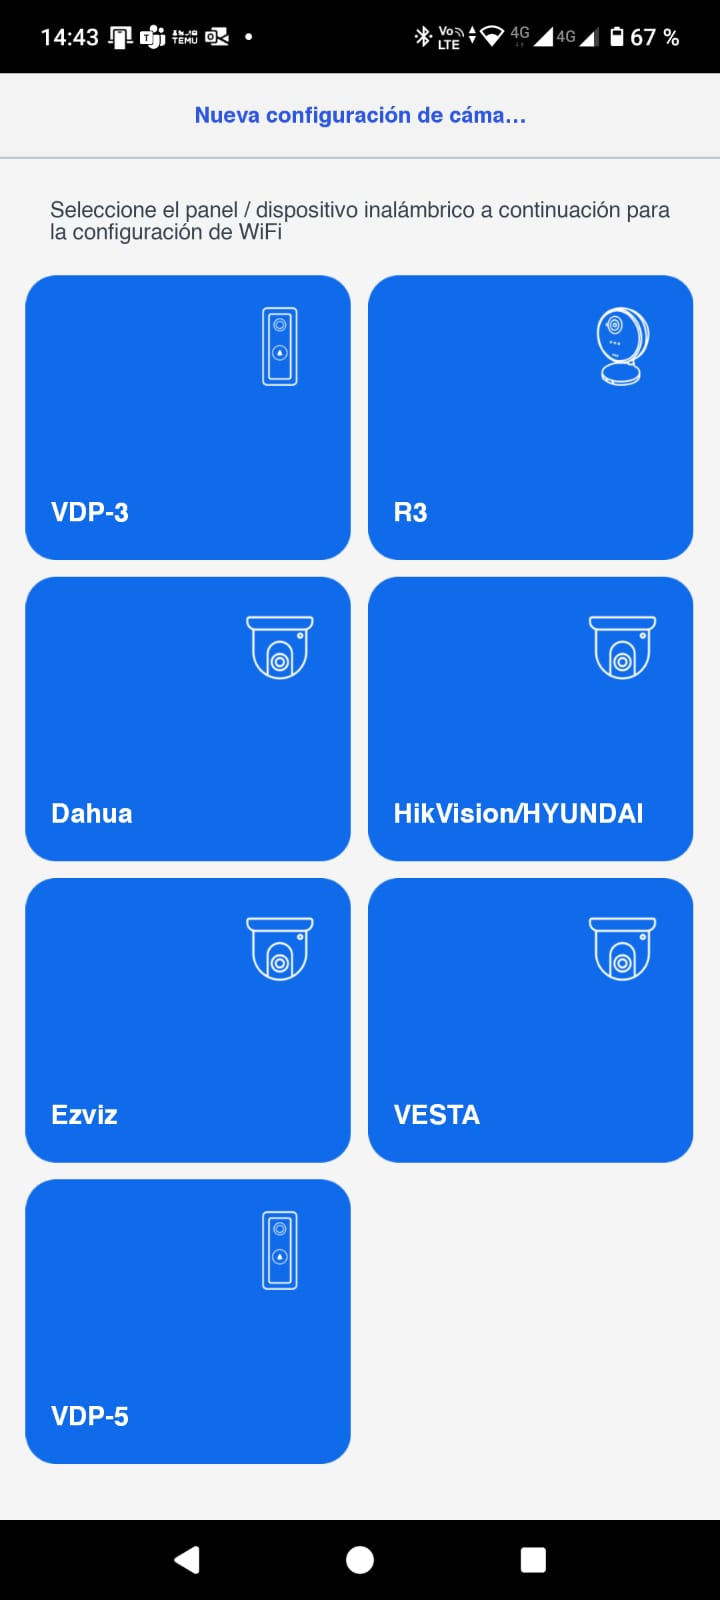 14:43
TEMU
Vo
LTE
4G
4G
67 %
Nueva configuración de cáma...
Seleccione el panel / dispositivo inalámbrico a continuación para
la configuración de WiFi
VDP-3
R3
Dahua
HikVision/HYUNDAI
Ezviz
VESTA
VDP-5